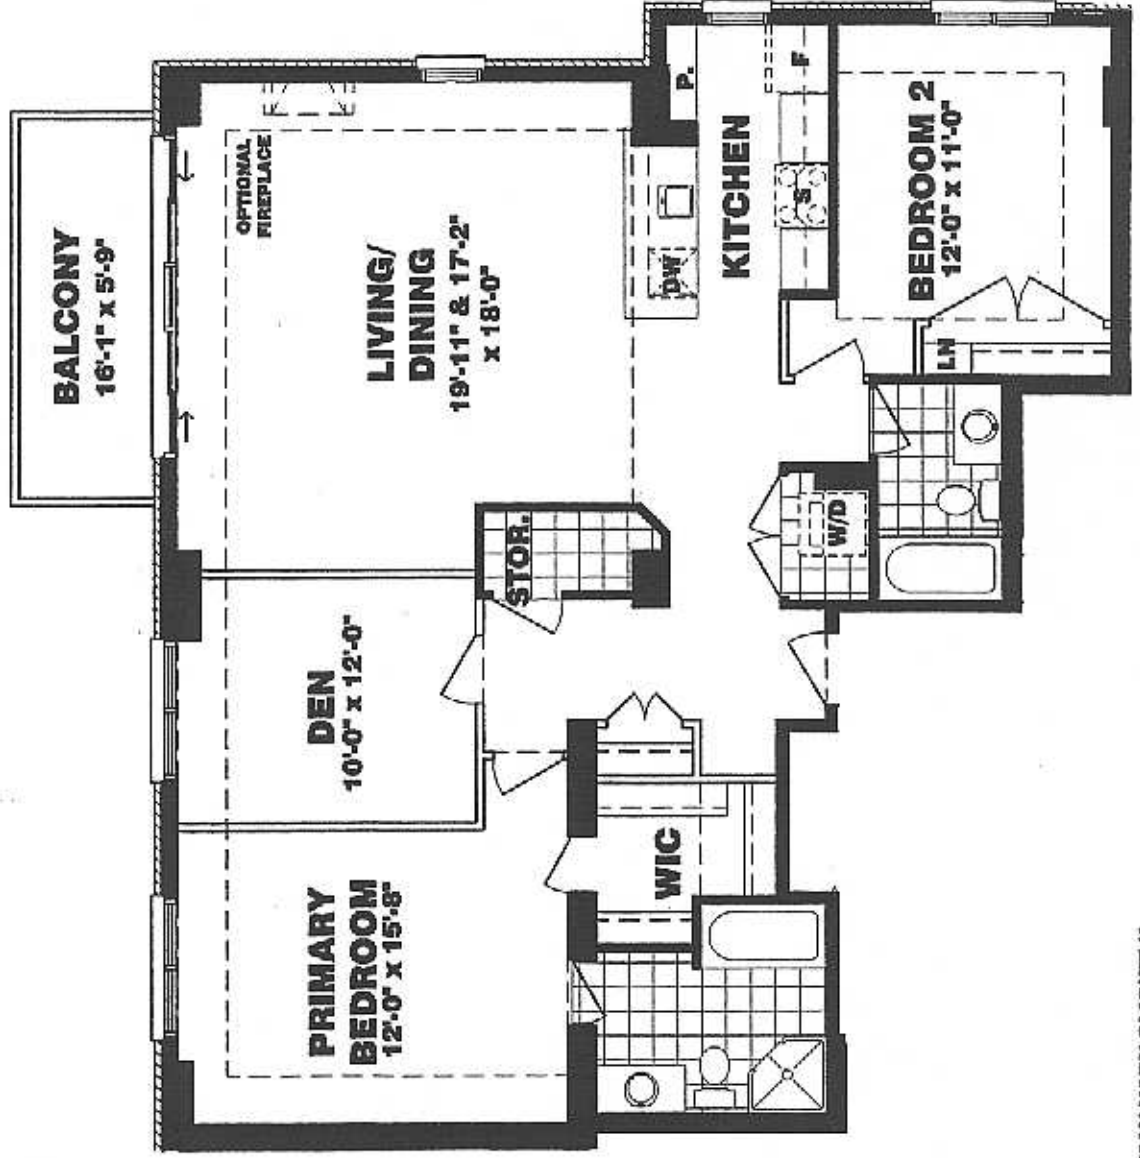 BALCONY
16'-1" x 5'-9"
OPTIONAL
FIREPLACE
LIVING/
DINING
19'-11" & 17'-2"
x 18'-0"
P.
F
KITCHEN
S
DW
BEDROOM 2
12'-0" x 11'-0"
LN
STOR.
W/D
DEN
10'-0" x 12'-0"
WIC
PRIMARY
BEDROOM
12'-0" x 15'-8"